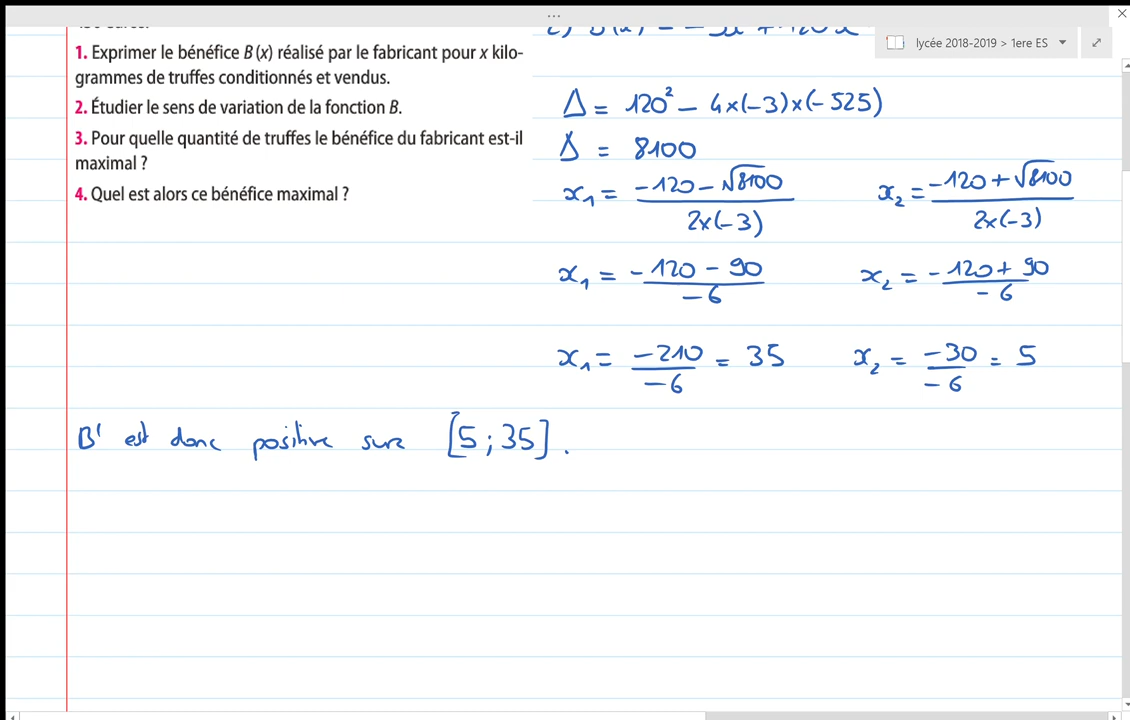 ...
lycée 2018-2019 > 1ere ES
1. Exprimer le bénéfice B(x) réalisé par le fabricant pour x kilo-
grammes de truffes conditionnés et vendus.
2. Étudier le sens de variation de la fonction B.
3. Pour quelle quantité de truffes le bénéfice du fabricant est-il
maximal ?
4. Quel est alors ce bénéfice maximal ?
Δ = 120² – 4×(–3)×(–525)
Δ = 8100
x₁ = (–120 – √8100) / (2×(–3))   x₂ = (–120 + √8100) / (2×(–3))
x₁ = (–120 – 90) / (–6)   x₂ = (–120 + 90) / (–6)
x₁ = (–210) / (–6) = 35   x₂ = (–30) / (–6) = 5
B' est donc positive sur [5 ; 35].